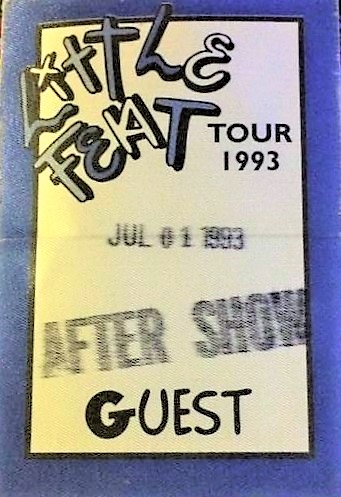 LITTLE
FEAT
TOUR
1993
JUL 01 1993
AFTER SHOW
GUEST